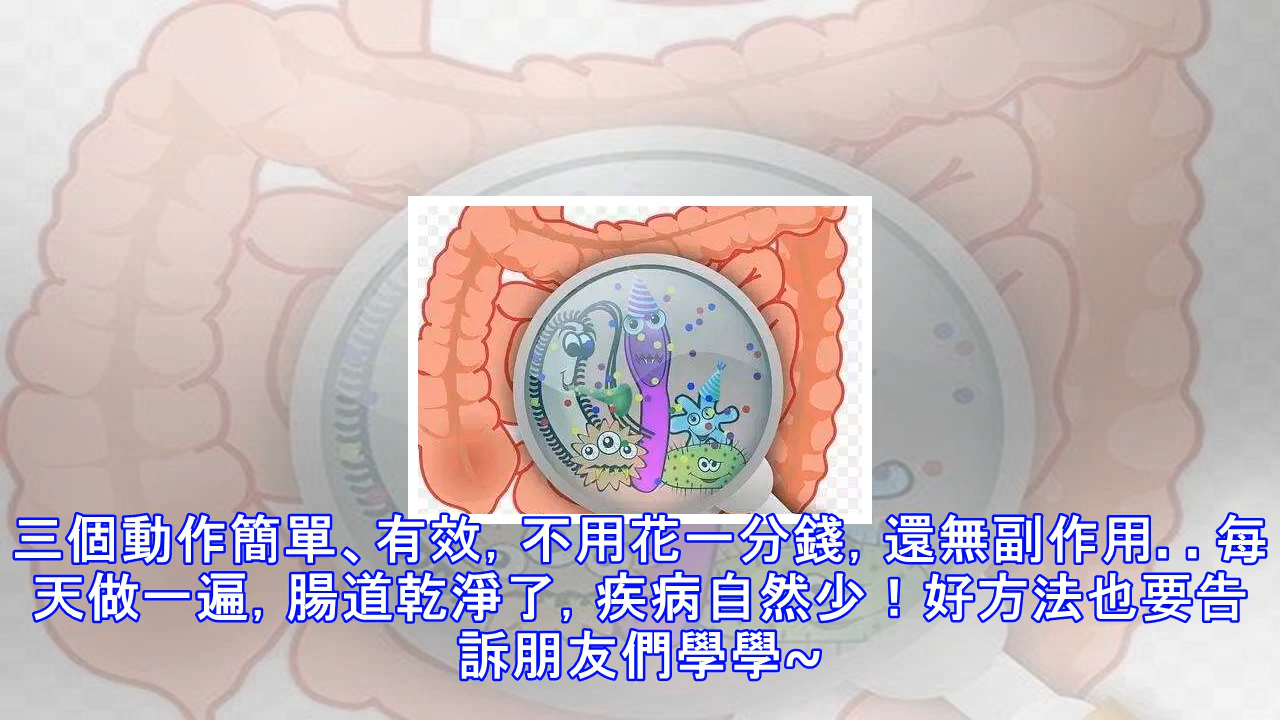 三個動作簡單、有效,不用花一分錢,還無副作用..每
天做一遍,腸道乾淨了,疾病自然少！好方法也要告
訴朋友們學學~